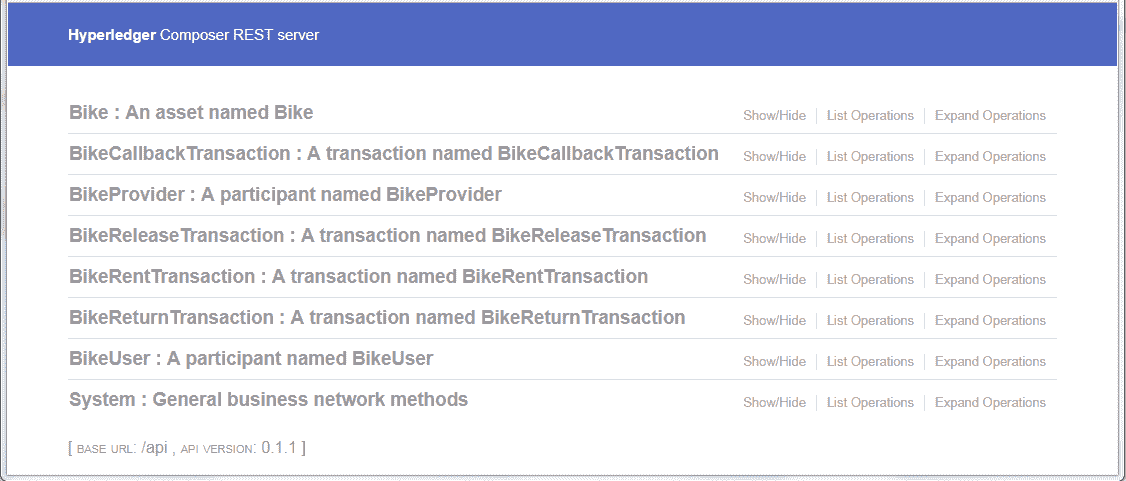 Hyperledger Composer REST server
Bike : An asset named Bike Show/Hide List Operations Expand Operations
BikeCallbackTransaction : A transaction named BikeCallbackTransaction Show/Hide List Operations Expand Operations
BikeProvider : A participant named BikeProvider Show/Hide List Operations Expand Operations
BikeReleaseTransaction : A transaction named BikeReleaseTransaction Show/Hide List Operations Expand Operations
BikeRentTransaction : A transaction named BikeRentTransaction Show/Hide List Operations Expand Operations
BikeReturnTransaction : A transaction named BikeReturnTransaction Show/Hide List Operations Expand Operations
BikeUser : A participant named BikeUser Show/Hide List Operations Expand Operations
System : General business network methods Show/Hide List Operations Expand Operations
[ BASE URL: /api , API VERSION: 0.1.1 ]